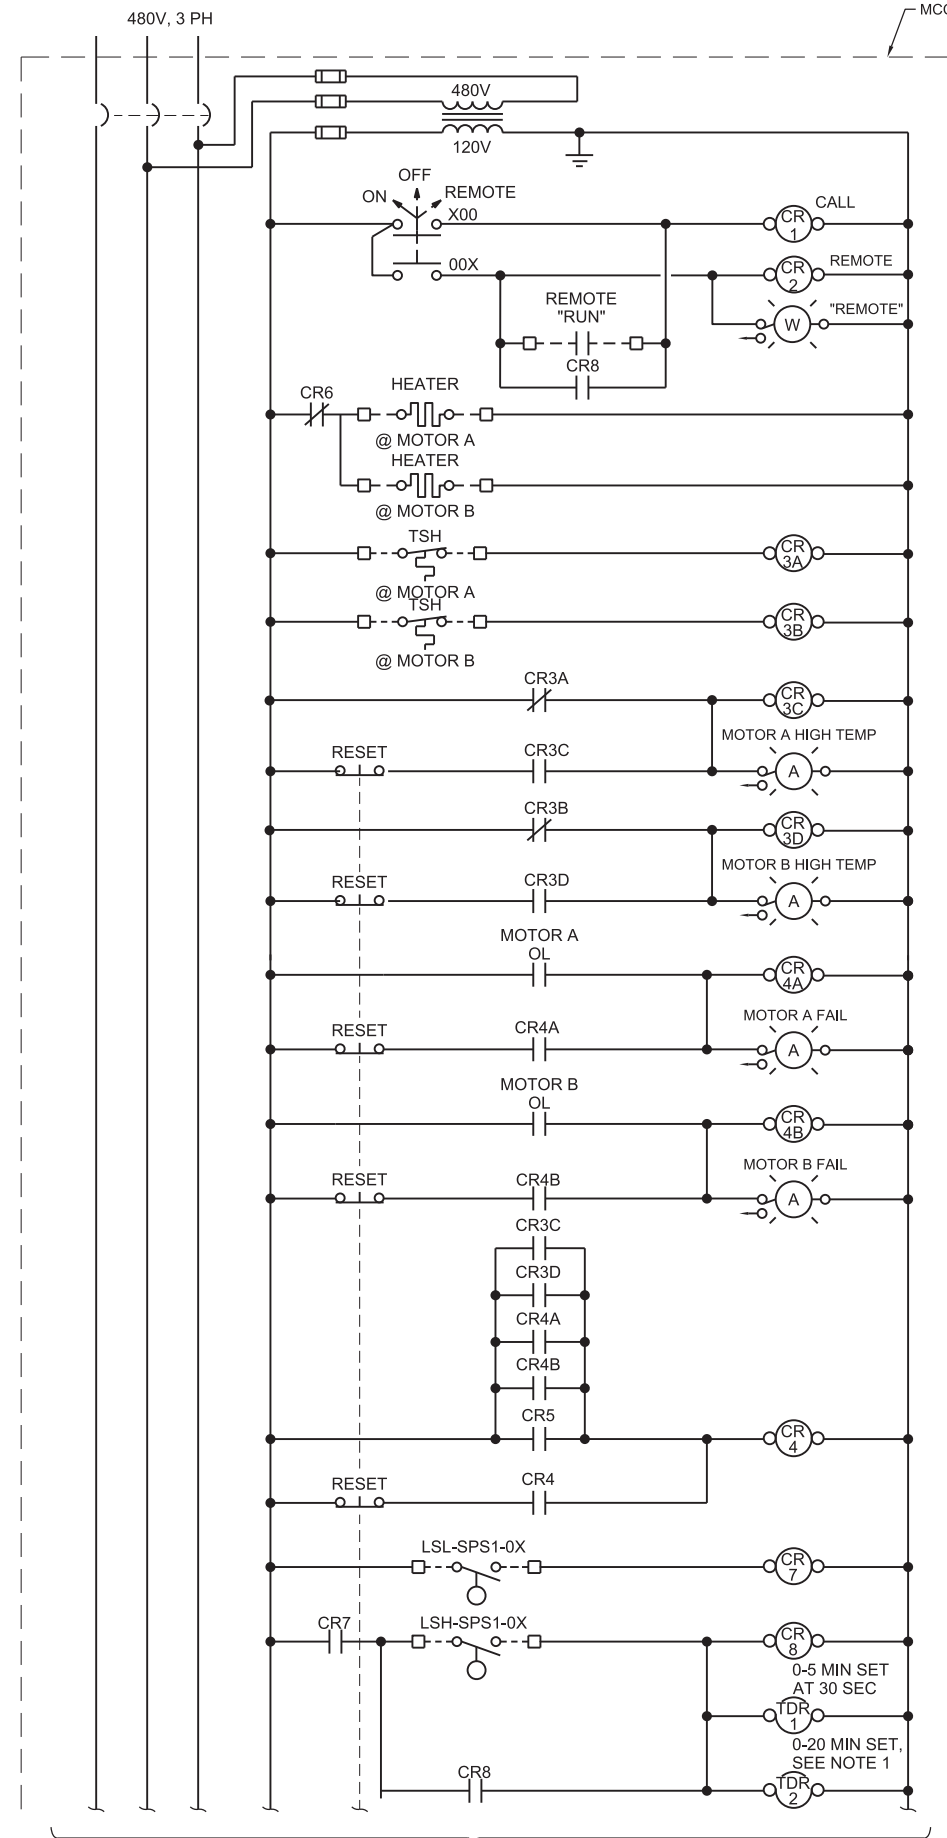 480V, 3 PH
MCC
480V
120V
OFF
ON
REMOTE
X00
CALL
CR
1
00X
REMOTE
CR
2
REMOTE
"RUN"
"REMOTE"
W
CR8
HEATER
CR6
@ MOTOR A
HEATER
@ MOTOR B
TSH
CR
3A
@ MOTOR A
TSH
CR
3B
@ MOTOR B
CR3A
CR
3C
MOTOR A HIGH TEMP
RESET
CR3C
A
CR3B
CR
3D
MOTOR B HIGH TEMP
RESET
CR3D
A
MOTOR A
OL
CR
4A
MOTOR A FAIL
RESET
CR4A
A
MOTOR B
OL
CR
4B
MOTOR B FAIL
RESET
CR4B
A
CR3C
CR3D
CR4A
CR4B
CR5
CR
4
RESET
CR4
LSL-SPS1-0X
CR
7
CR7
LSH-SPS1-0X
CR
8
0-5 MIN SET
AT 30 SEC
TDR
1
0-20 MIN SET,
SEE NOTE 1
CR8
TDR
2